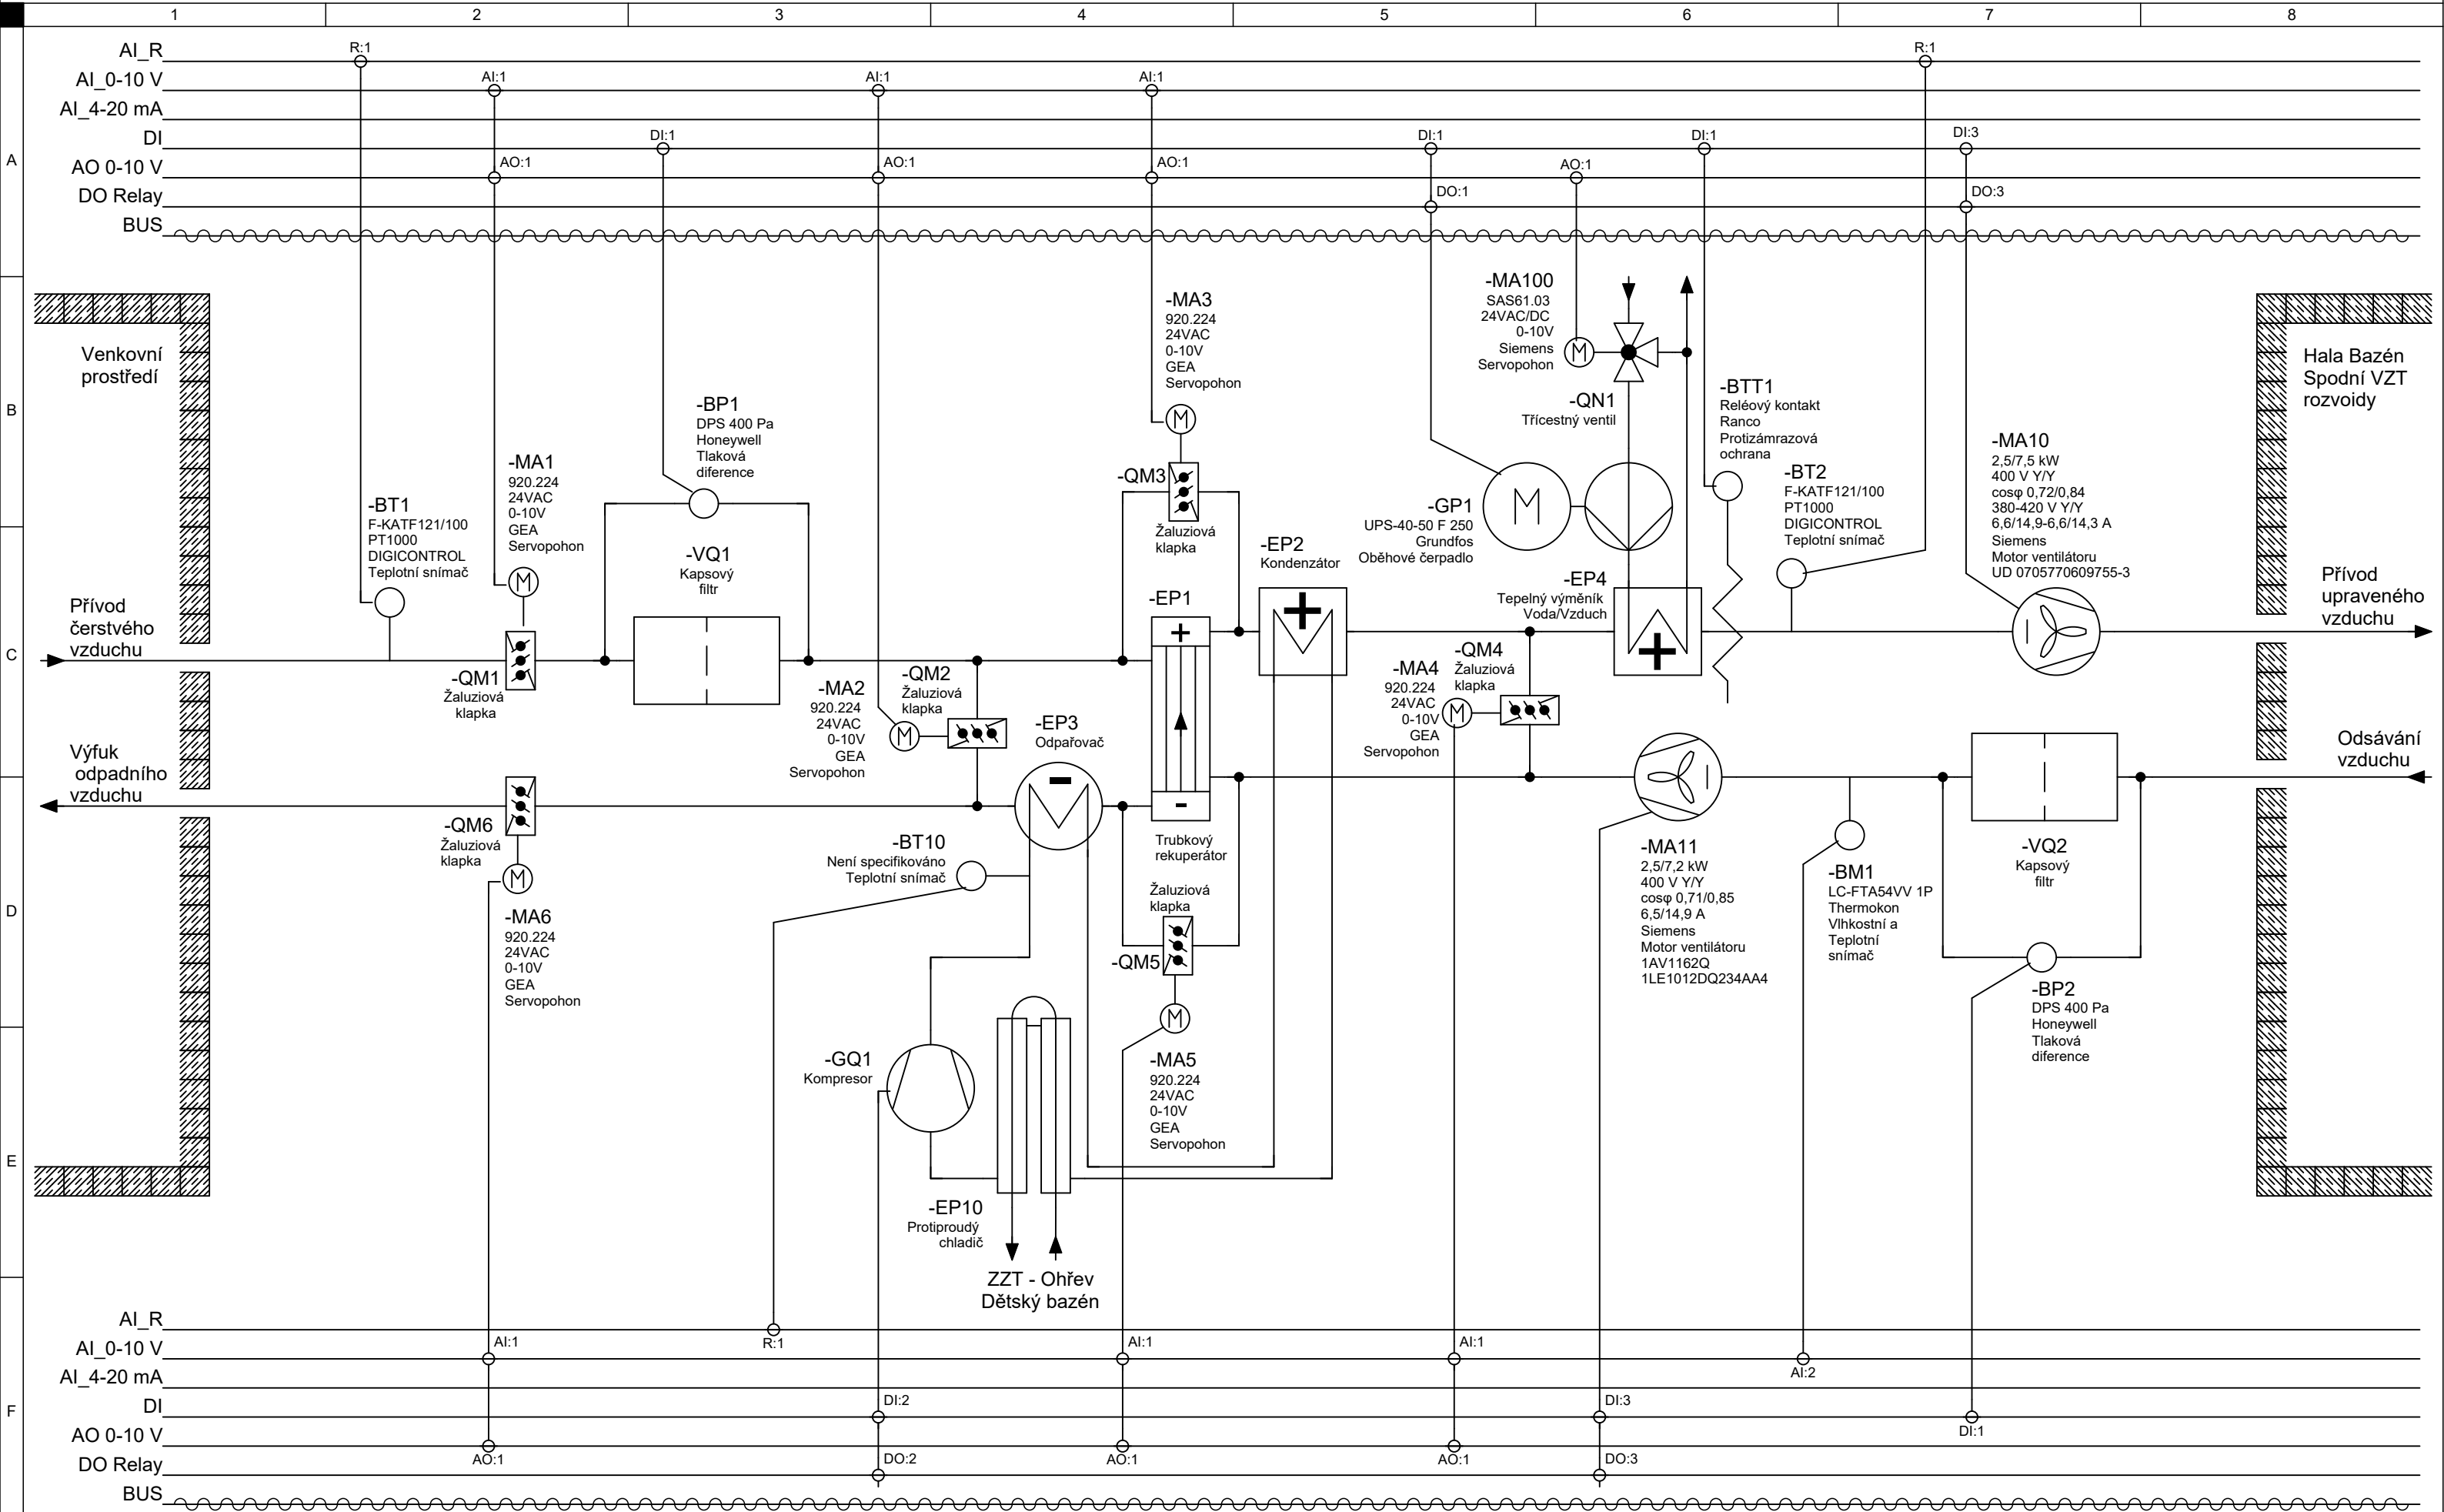 1 2 3 4 5 6 7 8
AI_R
R:1 R:1
AI_0-10 V
AI:1 AI:1 AI:1
AI_4-20 mA
DI
DI:1 DI:1 DI:1 DI:3
AO 0-10 V
AO:1 AO:1 AO:1 AO:1
DO Relay
DO:1 DO:3
BUS
A
B
C
D
E
F
Venkovní
prostředí
Hala Bazén
Spodní VZT
rozvoidy
Přívod
čerstvého
vzduchu
Výfuk
odpadního
vzduchu
-BT1
F-KATF121/100
PT1000
DIGICONTROL
Teplotní snímač
-MA1
920.224
24VAC
0-10V
GEA
Servopohon
M
-QM1
Žaluziová
klapka
-BP1
DPS 400 Pa
Honeywell
Tlaková
diference
-VQ1
Kapsový
filtr
-MA2
920.224
24VAC
0-10V
GEA
Servopohon
M
-QM2
Žaluziová
klapka
-EP3
Odpařovač
-MA3
920.224
24VAC
0-10V
GEA
Servopohon
M
-QM3
Žaluziová
klapka
-EP1
+
-
Trubkový
rekuperátor
-EP2
Kondenzátor
+
-MA100
SAS61.03
24VAC/DC
0-10V
Siemens
Servopohon
M
-QN1
Třícestný ventil
-GP1
UPS-40-50 F 250
Grundfos
Oběhové čerpadlo
M
-EP4
Tepelný výměník
Voda/Vzduch
+
-MA4
920.224
24VAC
0-10V
GEA
Servopohon
M
-QM4
Žaluziová
klapka
-BTT1
Reléový kontakt
Ranco
Protizámrazová
ochrana
-BT2
F-KATF121/100
PT1000
DIGICONTROL
Teplotní snímač
-MA10
2,5/7,5 kW
400 V Y/Y
cosφ 0,72/0,84
380-420 V Y/Y
6,6/14,9-6,6/14,3 A
Siemens
Motor ventilátoru
UD 0705770609755-3
Přívod
upraveného
vzduchu
Odsávání
vzduchu
-QM6
Žaluziová
klapka
M
-MA6
920.224
24VAC
0-10V
GEA
Servopohon
-BT10
Není specifikováno
Teplotní snímač
-GQ1
Kompresor
-EP10
Protiproudý
chladič
ZZT - Ohřev
Dětský bazén
Žaluziová
klapka
-QM5
M
-MA5
920.224
24VAC
0-10V
GEA
Servopohon
-MA11
2,5/7,2 kW
400 V Y/Y
cosφ 0,71/0,85
6,5/14,9 A
Siemens
Motor ventilátoru
1AV1162Q
1LE1012DQ234AA4
-BM1
LC-FTA54VV 1P
Thermokon
Vlhkostní a
Teplotní
snímač
-VQ2
Kapsový
filtr
-BP2
DPS 400 Pa
Honeywell
Tlaková
diference
AI_R
R:1
AI_0-10 V
AI:1 AI:1 AI:1 AI:2
AI_4-20 mA
DI
DI:2 DI:3 DI:1
AO 0-10 V
AO:1 AO:1 AO:1
DO Relay
DO:2 DO:3
BUS